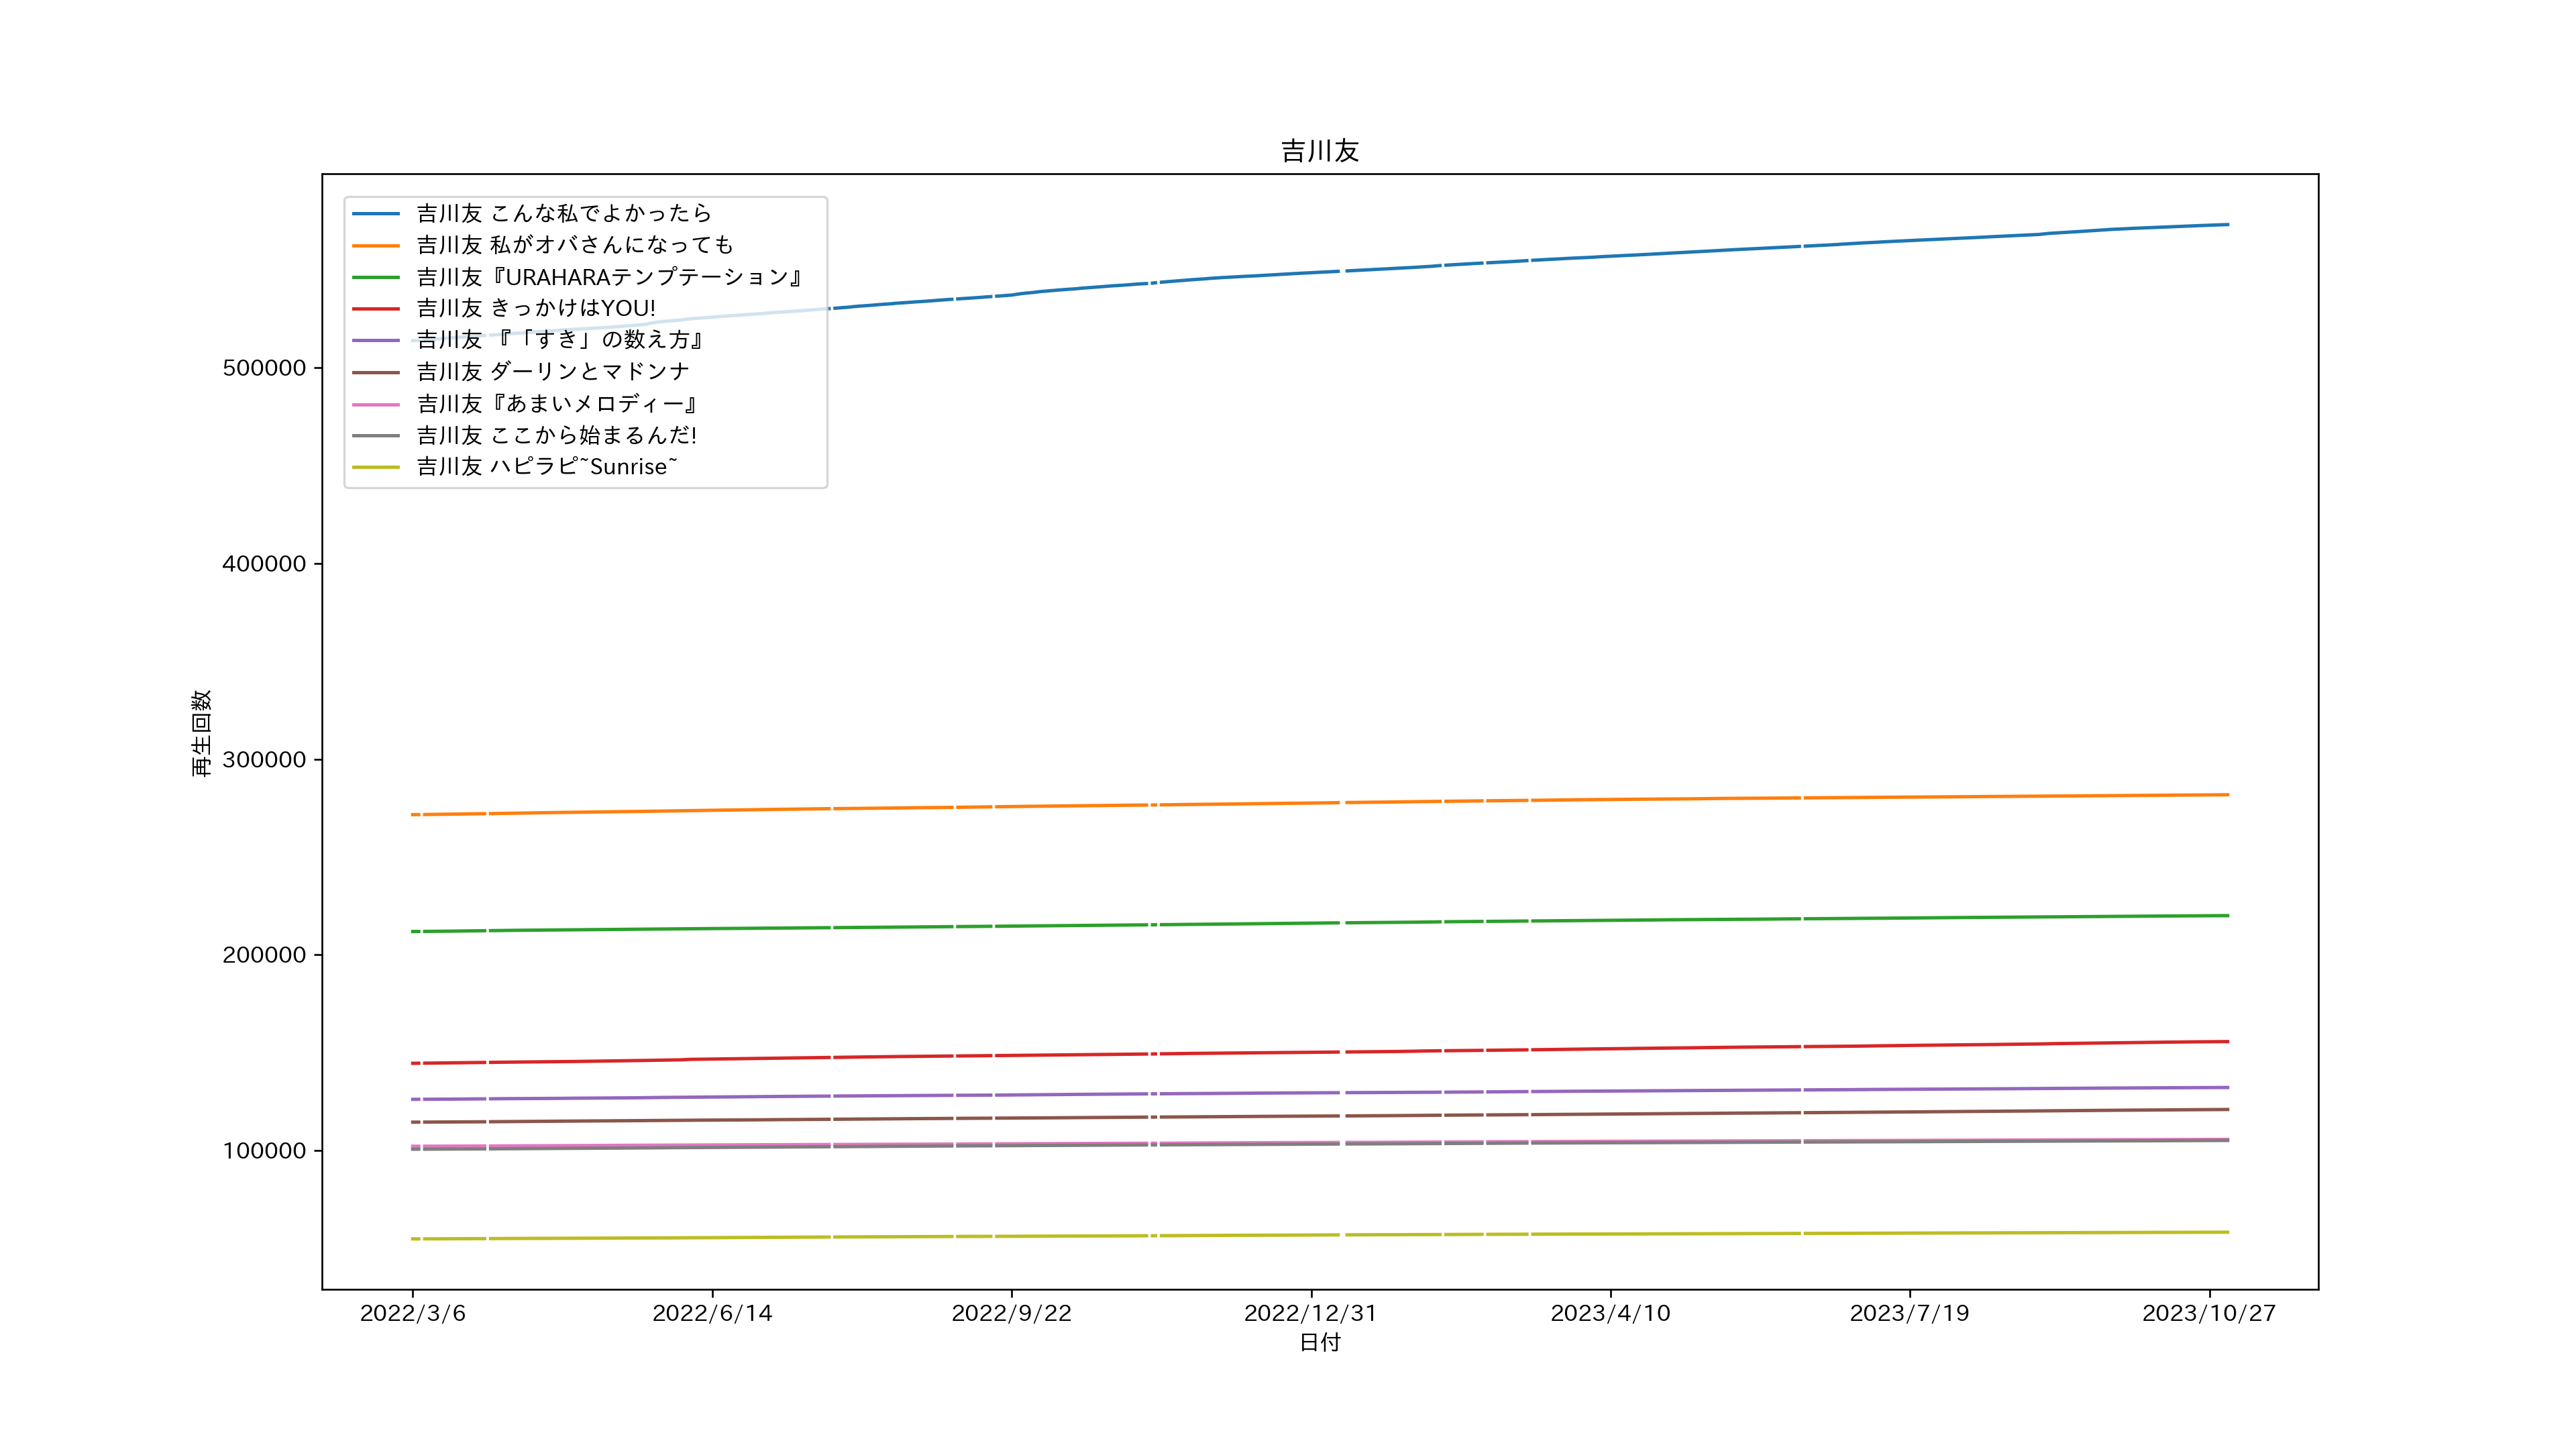 吉川友
吉川友 こんな私でよかったら
吉川友 私がオバさんになっても
吉川友『URAHARAテンプテーション』
吉川友 きっかけはYOU!
吉川友 『「すき」の数え方』
吉川友 ダーリンとマドンナ
吉川友『あまいメロディー』
吉川友 ここから始まるんだ!
吉川友 ハピラピ~Sunrise~
500000
400000
300000
200000
100000
再生回数
2022/3/6 2022/6/14 2022/9/22 2022/12/31 2023/4/10 2023/7/19 2023/10/27
日付